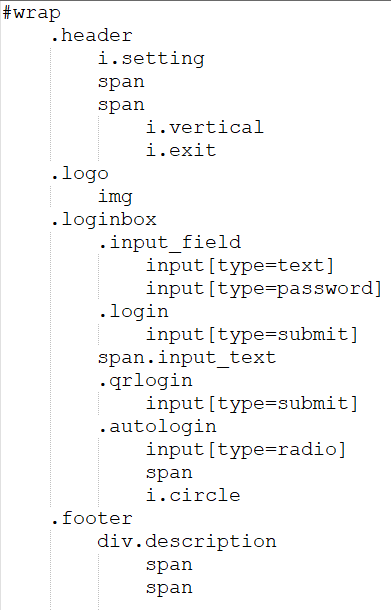 #wrap
    .header
        i.setting
        span
        span
            i.vertical
            i.exit
    .logo
        img
    .loginbox
        .input_field
            input[type=text]
            input[type=password]
        .login
            input[type=submit]
        span.input_text
        .qrlogin
            input[type=submit]
        .autologin
            input[type=radio]
            span
            i.circle
    .footer
        div.description
            span
            span